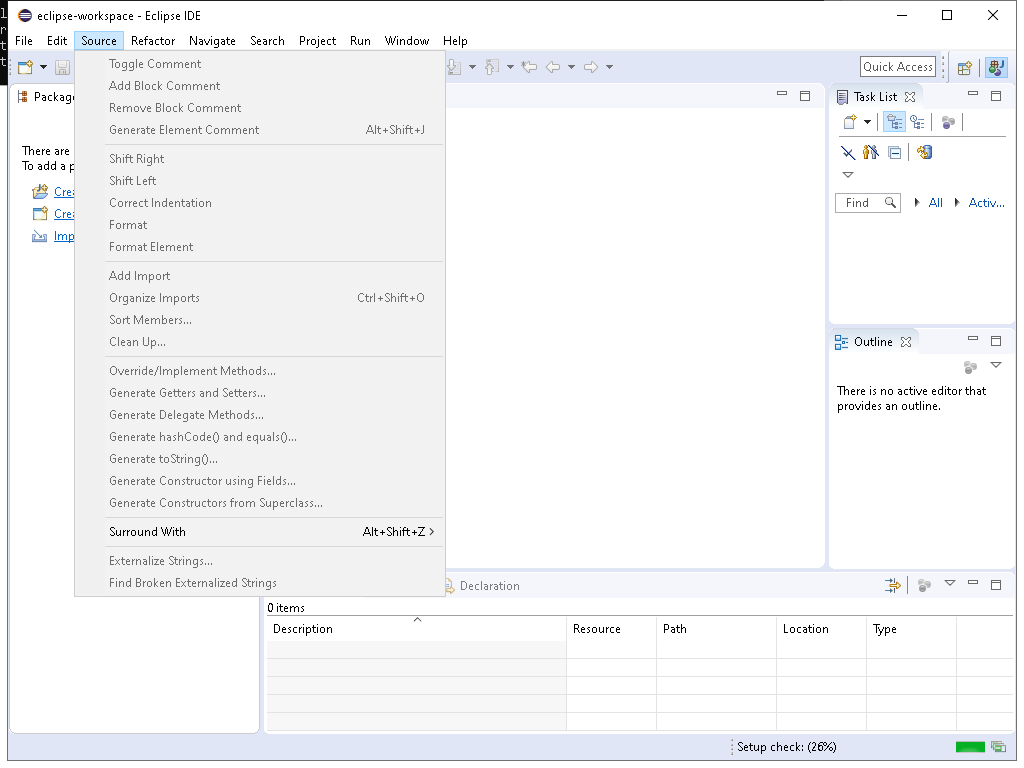 eclipse-workspace - Eclipse IDE
File Edit Source Refactor Navigate Search Project Run Window Help
Quick Access
Toggle Comment
Add Block Comment
Remove Block Comment
Generate Element Comment Alt+Shift+J
Shift Right
Shift Left
Correct Indentation
Format
Format Element
Add Import
Organize Imports Ctrl+Shift+O
Sort Members...
Clean Up...
Override/Implement Methods...
Generate Getters and Setters...
Generate Delegate Methods...
Generate hashCode() and equals()...
Generate toString()...
Generate Constructor using Fields...
Generate Constructors from Superclass...
Surround With Alt+Shift+Z
Externalize Strings...
Find Broken Externalized Strings
Packag
There are
To add a p
Crea
Crea
Imp
Task List
Find All Activ...
Outline
There is no active editor that
provides an outline.
Declaration
0 items
Description Resource Path Location Type
Setup check: (26%)